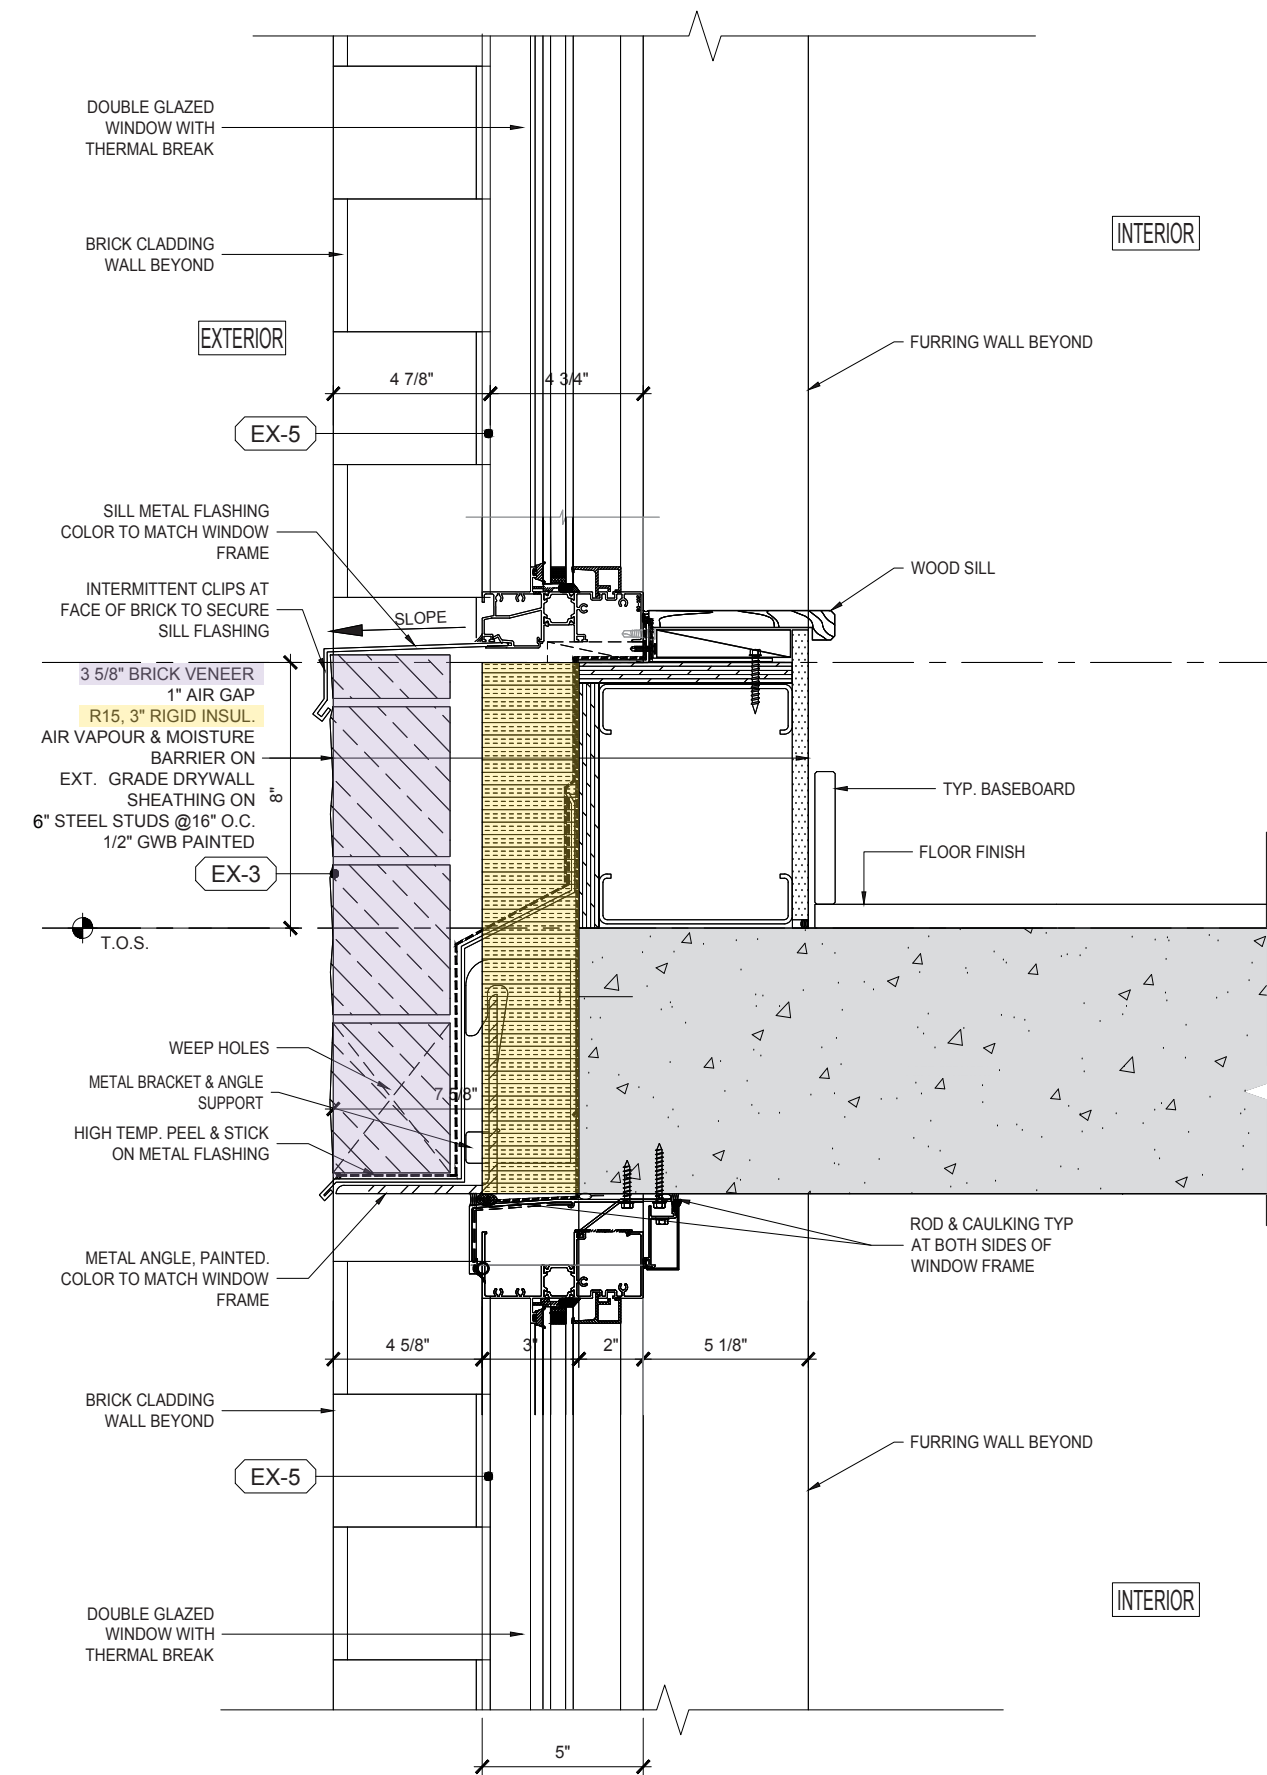 DOUBLE GLAZED
WINDOW WITH
THERMAL BREAK
INTERIOR
BRICK CLADDING
WALL BEYOND
EXTERIOR
FURRING WALL BEYOND
4 7/8"
4 3/4"
EX-5
SILL METAL FLASHING
COLOR TO MATCH WINDOW
FRAME
WOOD SILL
INTERMITTENT CLIPS AT
FACE OF BRICK TO SECURE
SILL FLASHING
SLOPE
3 5/8" BRICK VENEER
1" AIR GAP
R15, 3" RIGID INSUL.
AIR VAPOUR & MOISTURE
BARRIER ON
EXT. GRADE DRYWALL
SHEATHING ON
6" STEEL STUDS @16" O.C.
1/2" GWB PAINTED
8"
TYP. BASEBOARD
FLOOR FINISH
EX-3
T.O.S.
WEEP HOLES
METAL BRACKET & ANGLE
SUPPORT
7 5/8"
HIGH TEMP. PEEL & STICK
ON METAL FLASHING
ROD & CAULKING TYP
AT BOTH SIDES OF
WINDOW FRAME
METAL ANGLE, PAINTED.
COLOR TO MATCH WINDOW
FRAME
4 5/8"
3"
2"
5 1/8"
BRICK CLADDING
WALL BEYOND
FURRING WALL BEYOND
EX-5
INTERIOR
DOUBLE GLAZED
WINDOW WITH
THERMAL BREAK
5"